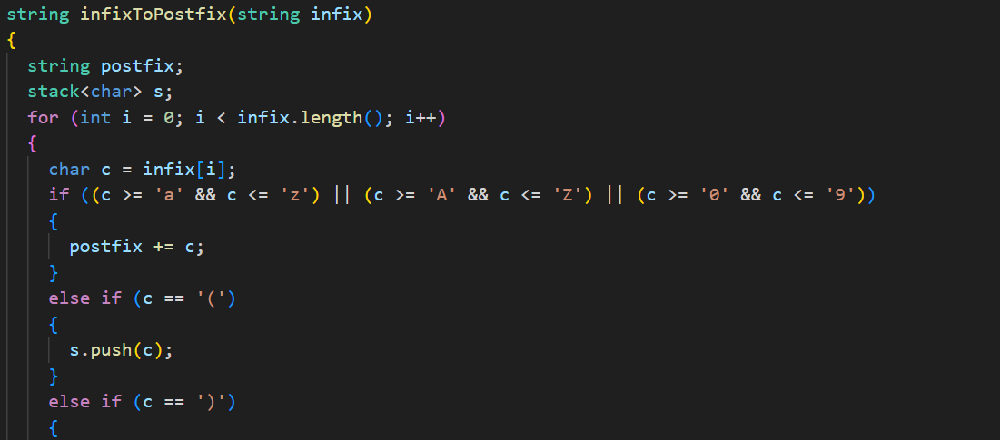 string infixToPostfix(string infix)
{
  string postfix;
  stack<char> s;
  for (int i = 0; i < infix.length(); i++)
  {
    char c = infix[i];
    if ((c >= 'a' && c <= 'z') || (c >= 'A' && c <= 'Z') || (c >= '0' && c <= '9'))
    {
      postfix += c;
    }
    else if (c == '(')
    {
      s.push(c);
    }
    else if (c == ')')
    {